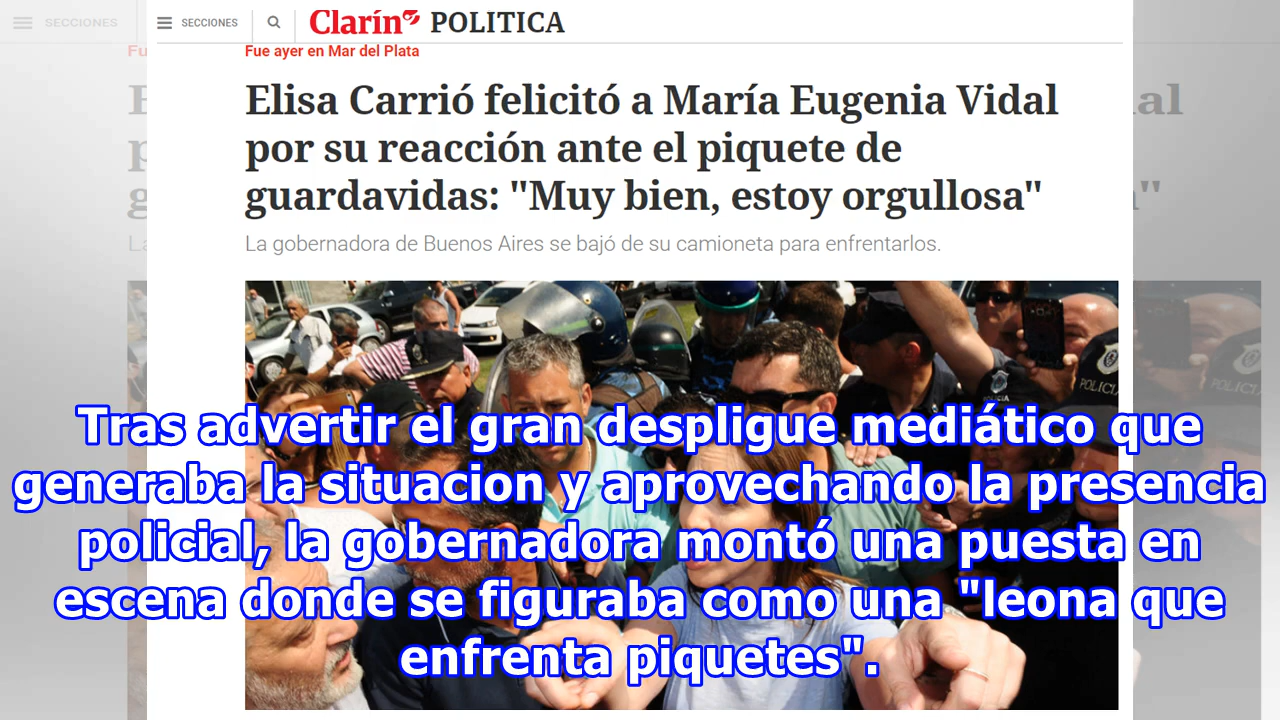 SECCIONES
SECCIONES
Clarín POLITICA
Fu
Fue ayer en Mar del Plata
Elisa Carrió felicitó a María Eugenia Vidal
por su reacción ante el piquete de
guardavidas: "Muy bien, estoy orgullosa"
La gobernadora de Buenos Aires se bajó de su camioneta para enfrentarlos.
POLICIA
Tras advertir el gran despligue mediático que
generaba la situacion y aprovechando la presencia
policial, la gobernadora montó una puesta en
escena donde se figuraba como una "leona que
enfrenta piquetes".